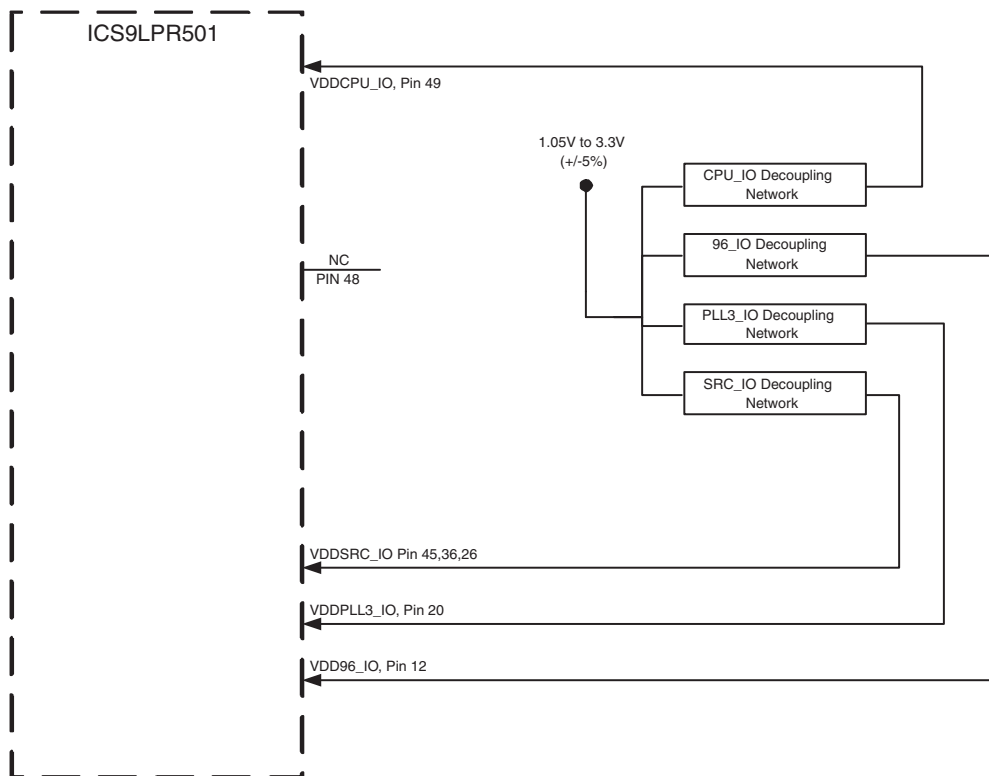 ICS9LPR501
VDDCPU_IO, Pin 49
1.05V to 3.3V
(+/-5%)
CPU_IO Decoupling
Network
96_IO Decoupling
Network
NC
PIN 48
PLL3_IO Decoupling
Network
SRC_IO Decoupling
Network
VDDSRC_IO Pin 45,36,26
VDDPLL3_IO, Pin 20
VDD96_IO, Pin 12